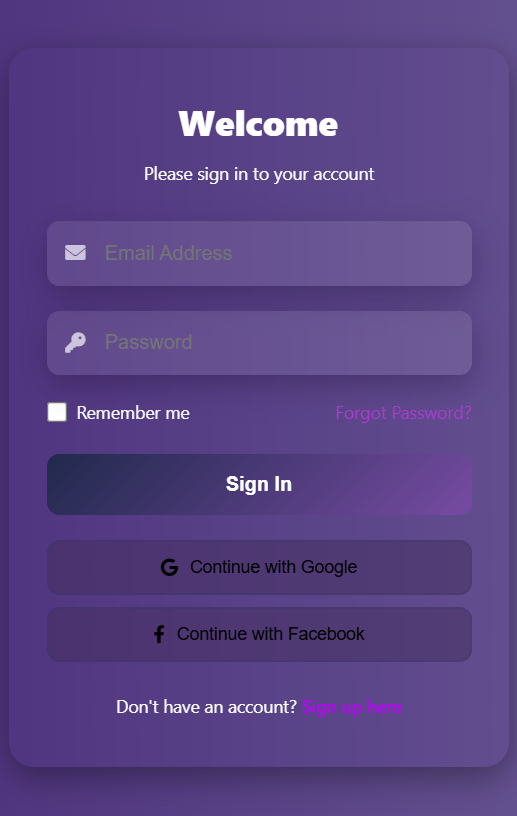 Welcome
Please sign in to your account
Email Address
Password
Remember me Forgot Password?
Sign In
Continue with Google
Continue with Facebook
Don't have an account? Sign up here